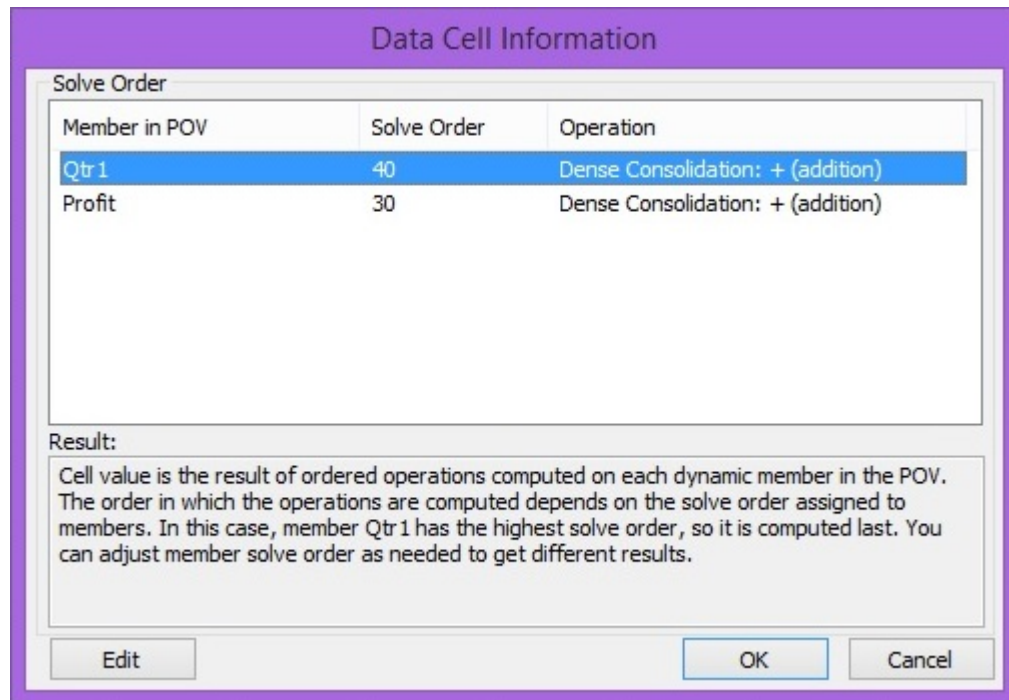 Data Cell Information
Solve Order
Member in POV Solve Order Operation
Qtr1 40 Dense Consolidation: + (addition)
Profit 30 Dense Consolidation: + (addition)
Result:
Cell value is the result of ordered operations computed on each dynamic member in the POV.
The order in which the operations are computed depends on the solve order assigned to
members. In this case, member Qtr1 has the highest solve order, so it is computed last. You
can adjust member solve order as needed to get different results.
Edit OK Cancel